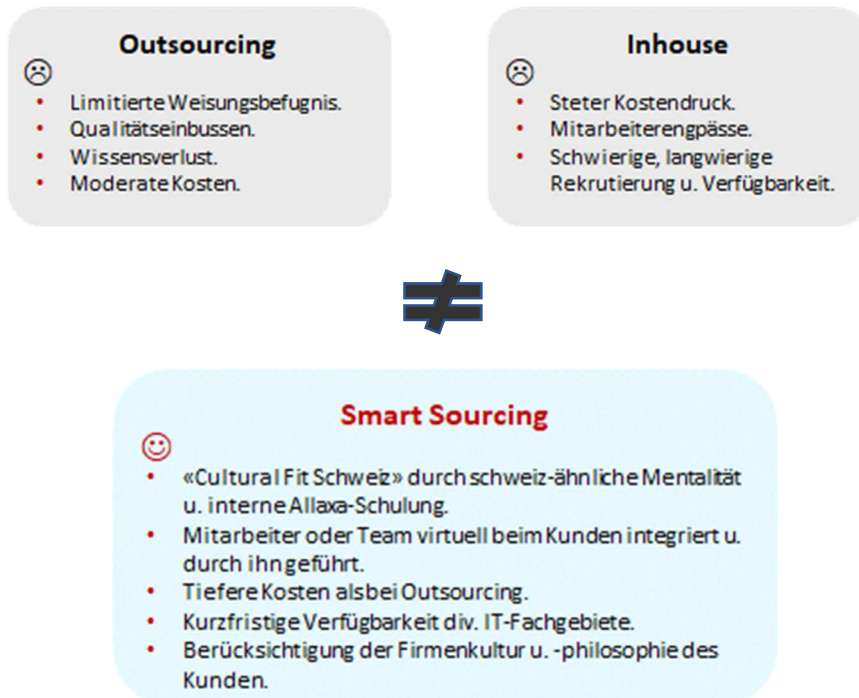 Outsourcing
☹
• Limitierte Weisungsbefugnis.
• Qualitätseinbussen.
• Wissensverlust.
• Moderate Kosten.
Inhouse
☹
• Steter Kostendruck.
• Mitarbeiterengpässe.
• Schwierige, langwierige
Rekrutierung u. Verfügbarkeit.
≠
Smart Sourcing
☺
• «Cultural Fit Schweiz» durch schweiz-ähnliche Mentalität
u. interne Allaxa-Schulung.
• Mitarbeiter oder Team virtuell beim Kunden integriert u.
durch ihn geführt.
• Tiefere Kosten als bei Outsourcing.
• Kurzfristige Verfügbarkeit div. IT-Fachgebiete.
• Berücksichtigung der Firmenkultur u. -philosophie des
Kunden.